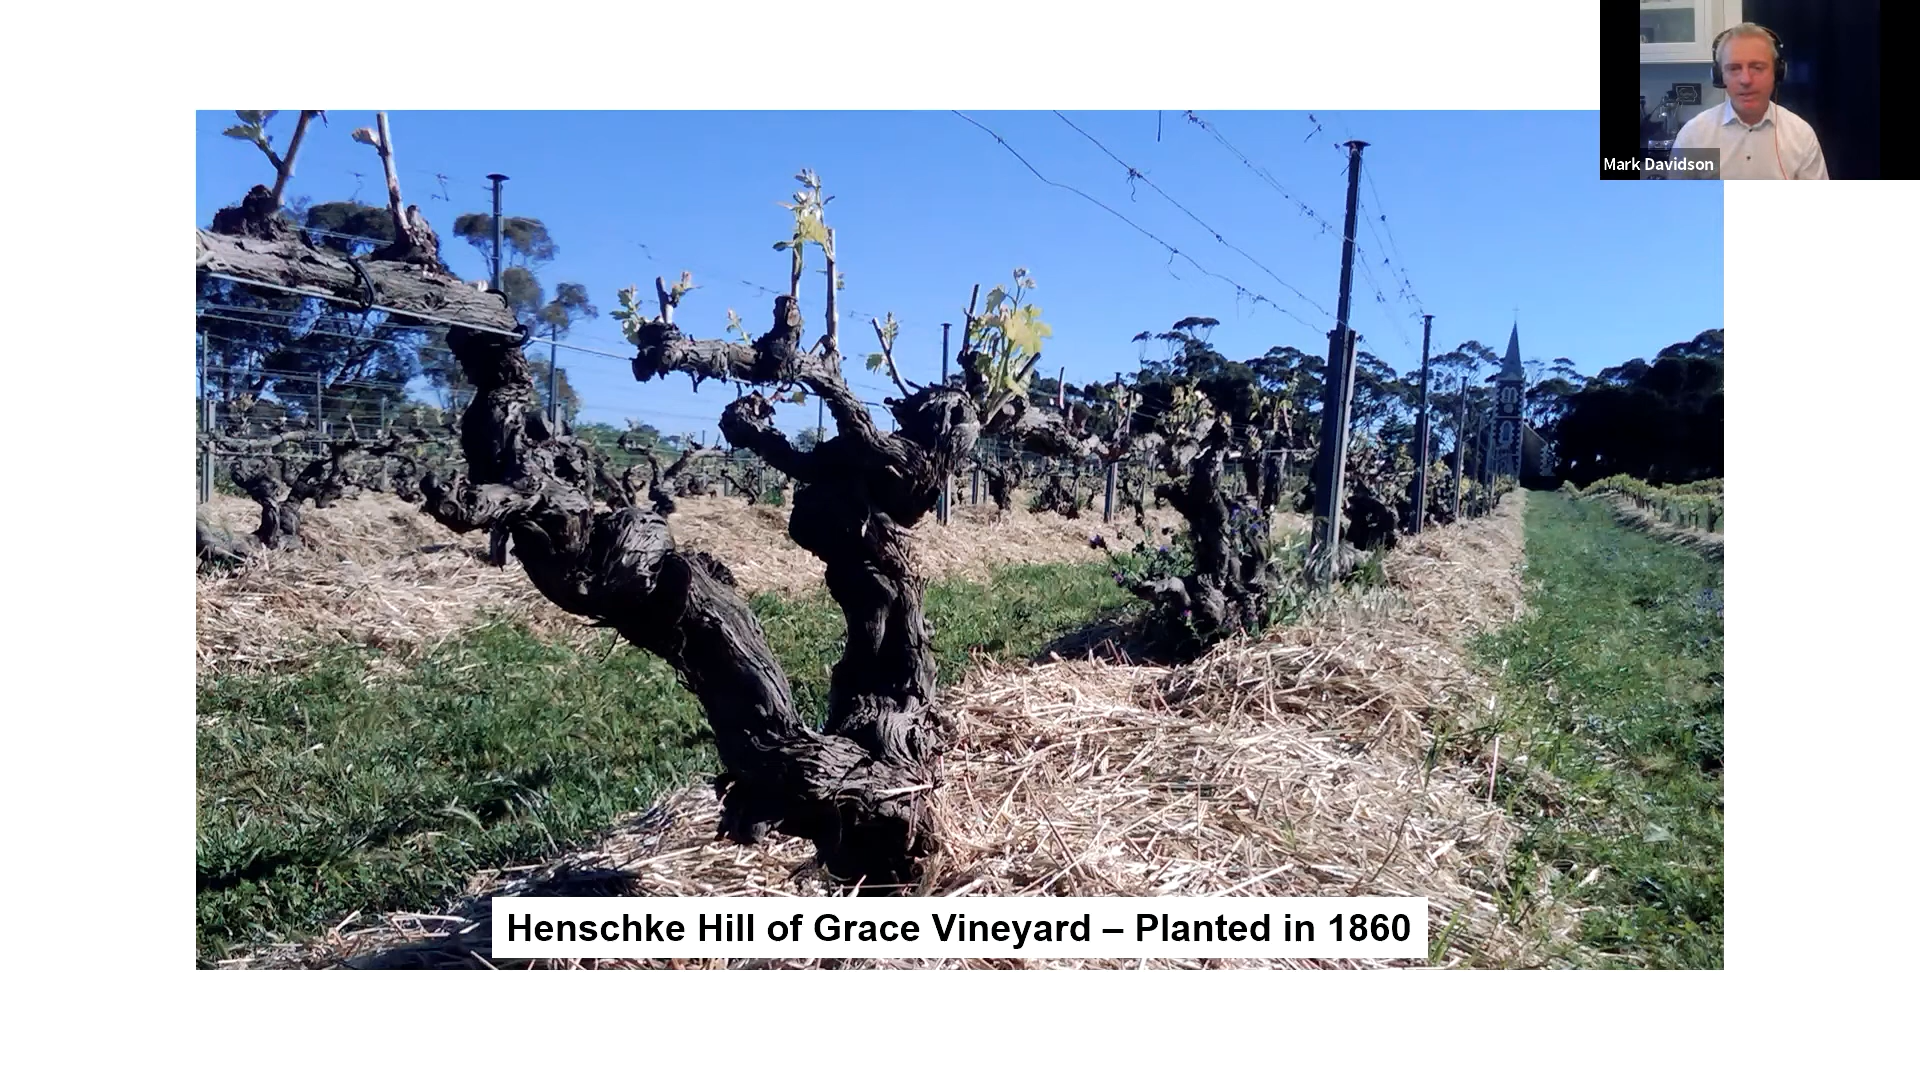 Mark Davidson
Henschke Hill of Grace Vineyard – Planted in 1860